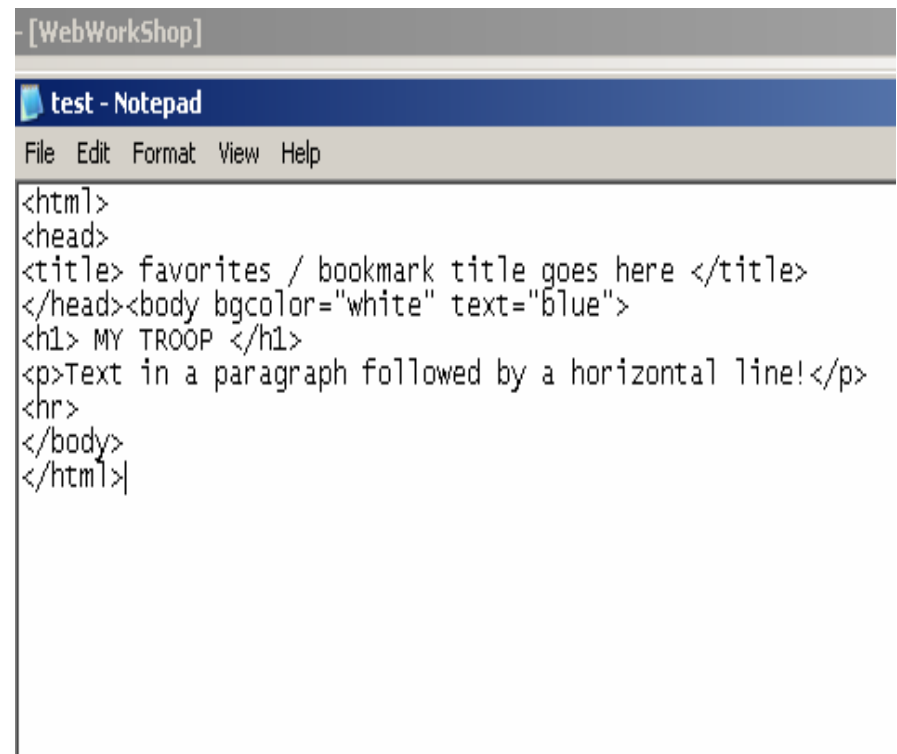 - [WebWorkShop]
test - Notepad
File Edit Format View Help
<html>
<head>
<title> favorites / bookmark title goes here </title>
</head><body bgcolor="white" text="blue">
<h1> MY TROOP </h1>
<p>Text in a paragraph followed by a horizontal line!</p>
<hr>
</body>
</html>